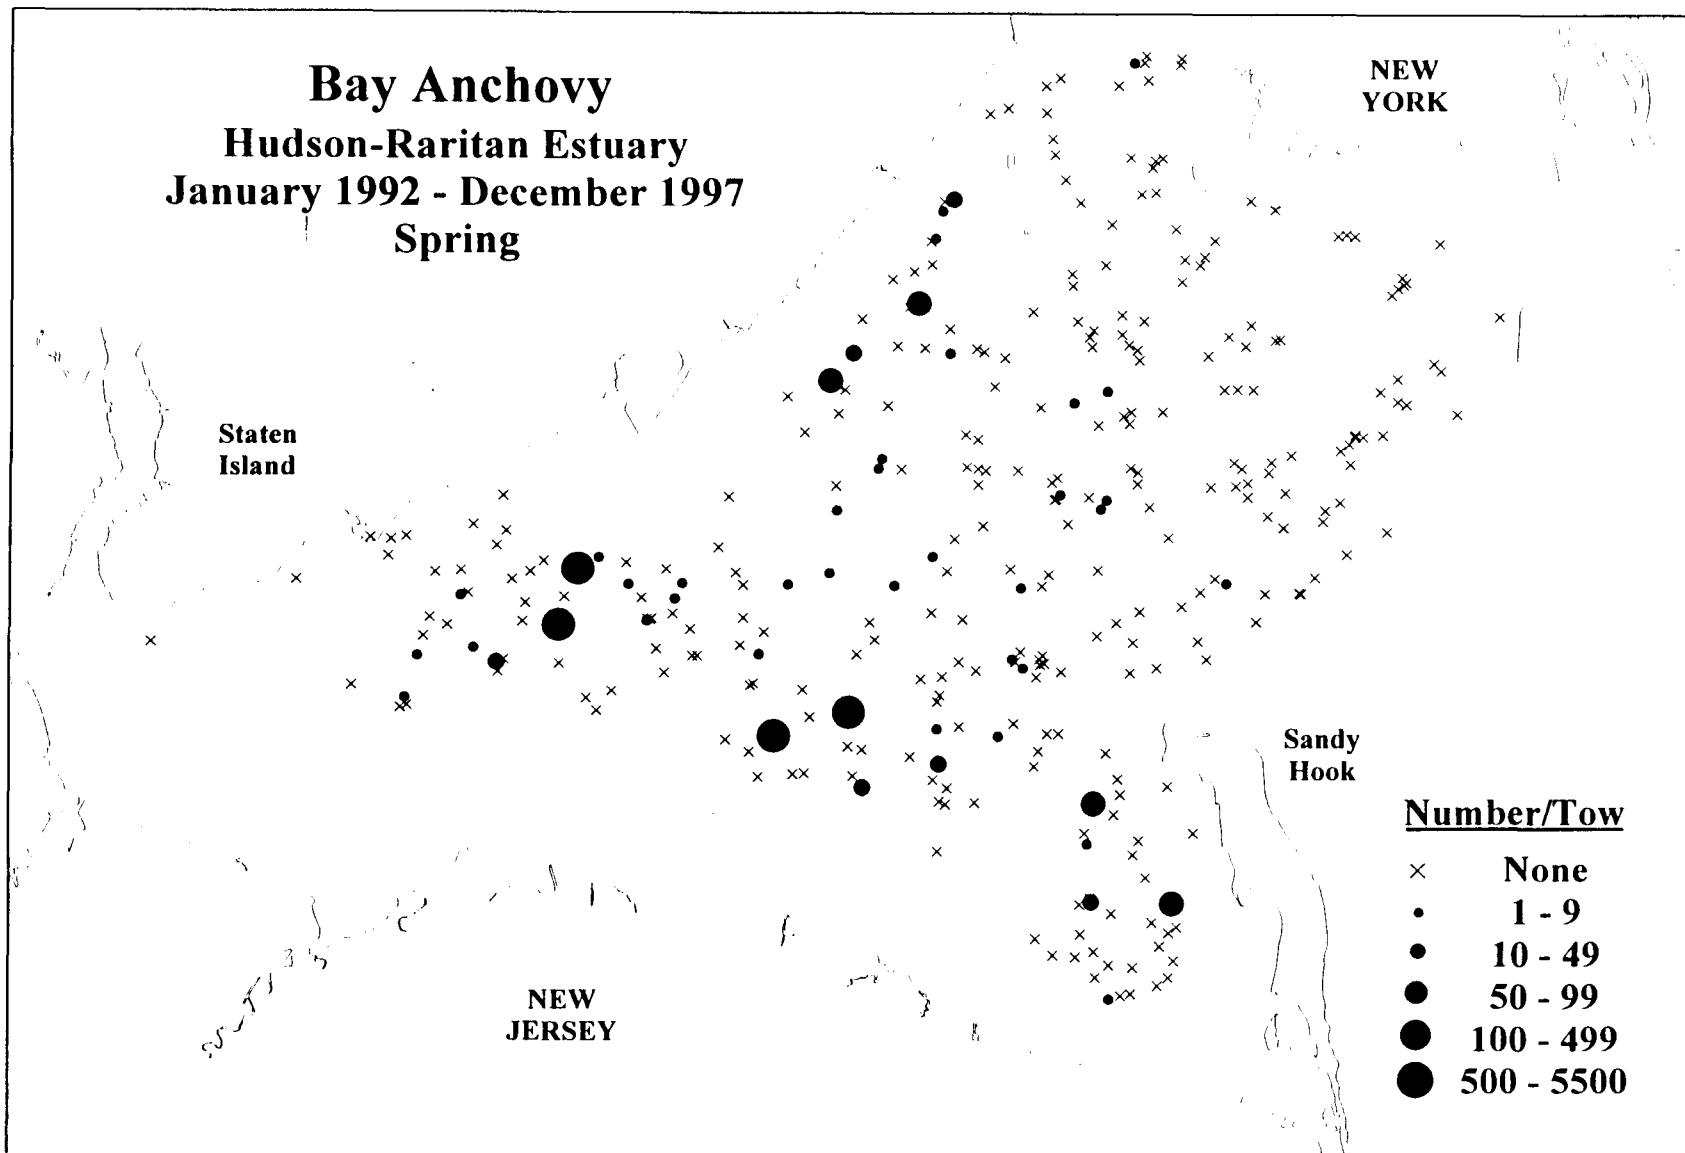 Bay Anchovy
Hudson-Raritan Estuary
January 1992 - December 1997
Spring
NEW
YORK
Staten
Island
Sandy
Hook
NEW
JERSEY
Number/Tow
None
1 - 9
10 - 49
50 - 99
100 - 499
500 - 5500